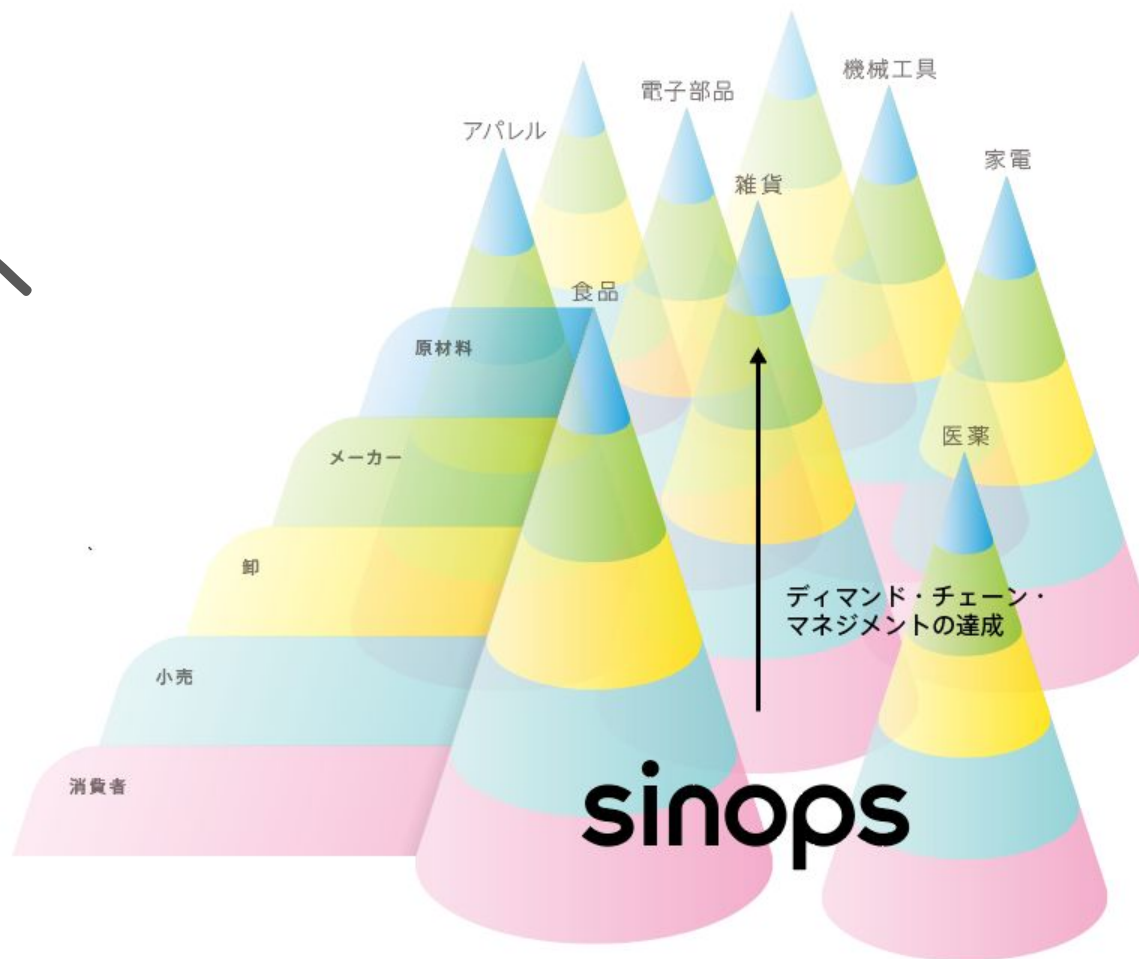 機械工具
電子部品
アパレル
家電
雑貨
食品
原材料
医薬
メーカー
卸
ディマンド・チェーン・
マネジメントの達成
小売
消費者
sinops